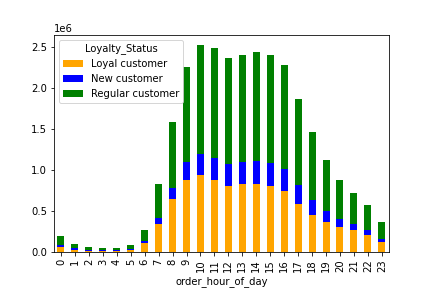 1e6
2.5
2.0
1.5
1.0
0.5
0.0
Loyalty_Status
Loyal customer
New customer
Regular customer
0 1 2 3 4 5 6 7 8 9 10 11 12 13 14 15 16 17 18 19 20 21 22 23
order_hour_of_day